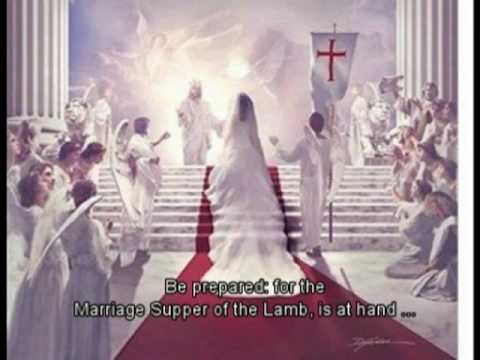 Be prepared: for the
Marriage Supper of the Lamb, is at hand ...